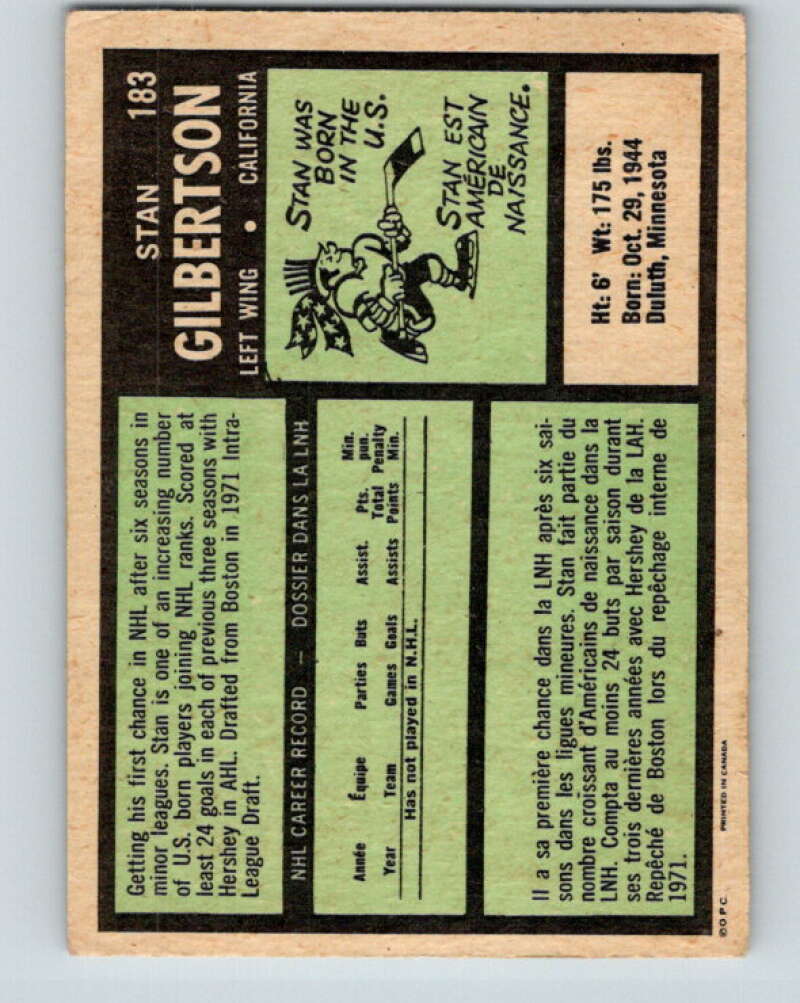 STAN 183
GILBERTSON
LEFT WING • CALIFORNIA
Getting his first chance in NHL after six seasons in
minor leagues. Stan is one of an increasing number
of U.S. born players joining NHL ranks. Scored at
least 24 goals in each of previous three seasons with
Hershey in AHL. Drafted from Boston in 1971 Intra-
League Draft.
STAN WAS
BORN
IN THE
U.S.
STAN EST
AMÉRICAIN
DE
NAISSANCE.
NHL CAREER RECORD — DOSSIER DANS LA LNH
Min.
Pts. pun.
Année Équipe Parties Buts Assist. Total Penalty
Year Team Games Goals Assists Points Min.
Has not played in N.H.L.
Ht: 6' Wt: 175 lbs.
Born: Oct. 29, 1944
Duluth, Minnesota
Il a sa première chance dans la LNH après six sai-
sons dans les ligues mineures. Stan fait partie du
nombre croissant d'Américains de naissance dans la
LNH. Compta au moins 24 buts par saison durant
ses trois dernières années avec Hershey de la LAH.
Repêché de Boston lors du repêchage interne de
1971.
© O.P.C. PRINTED IN CANADA